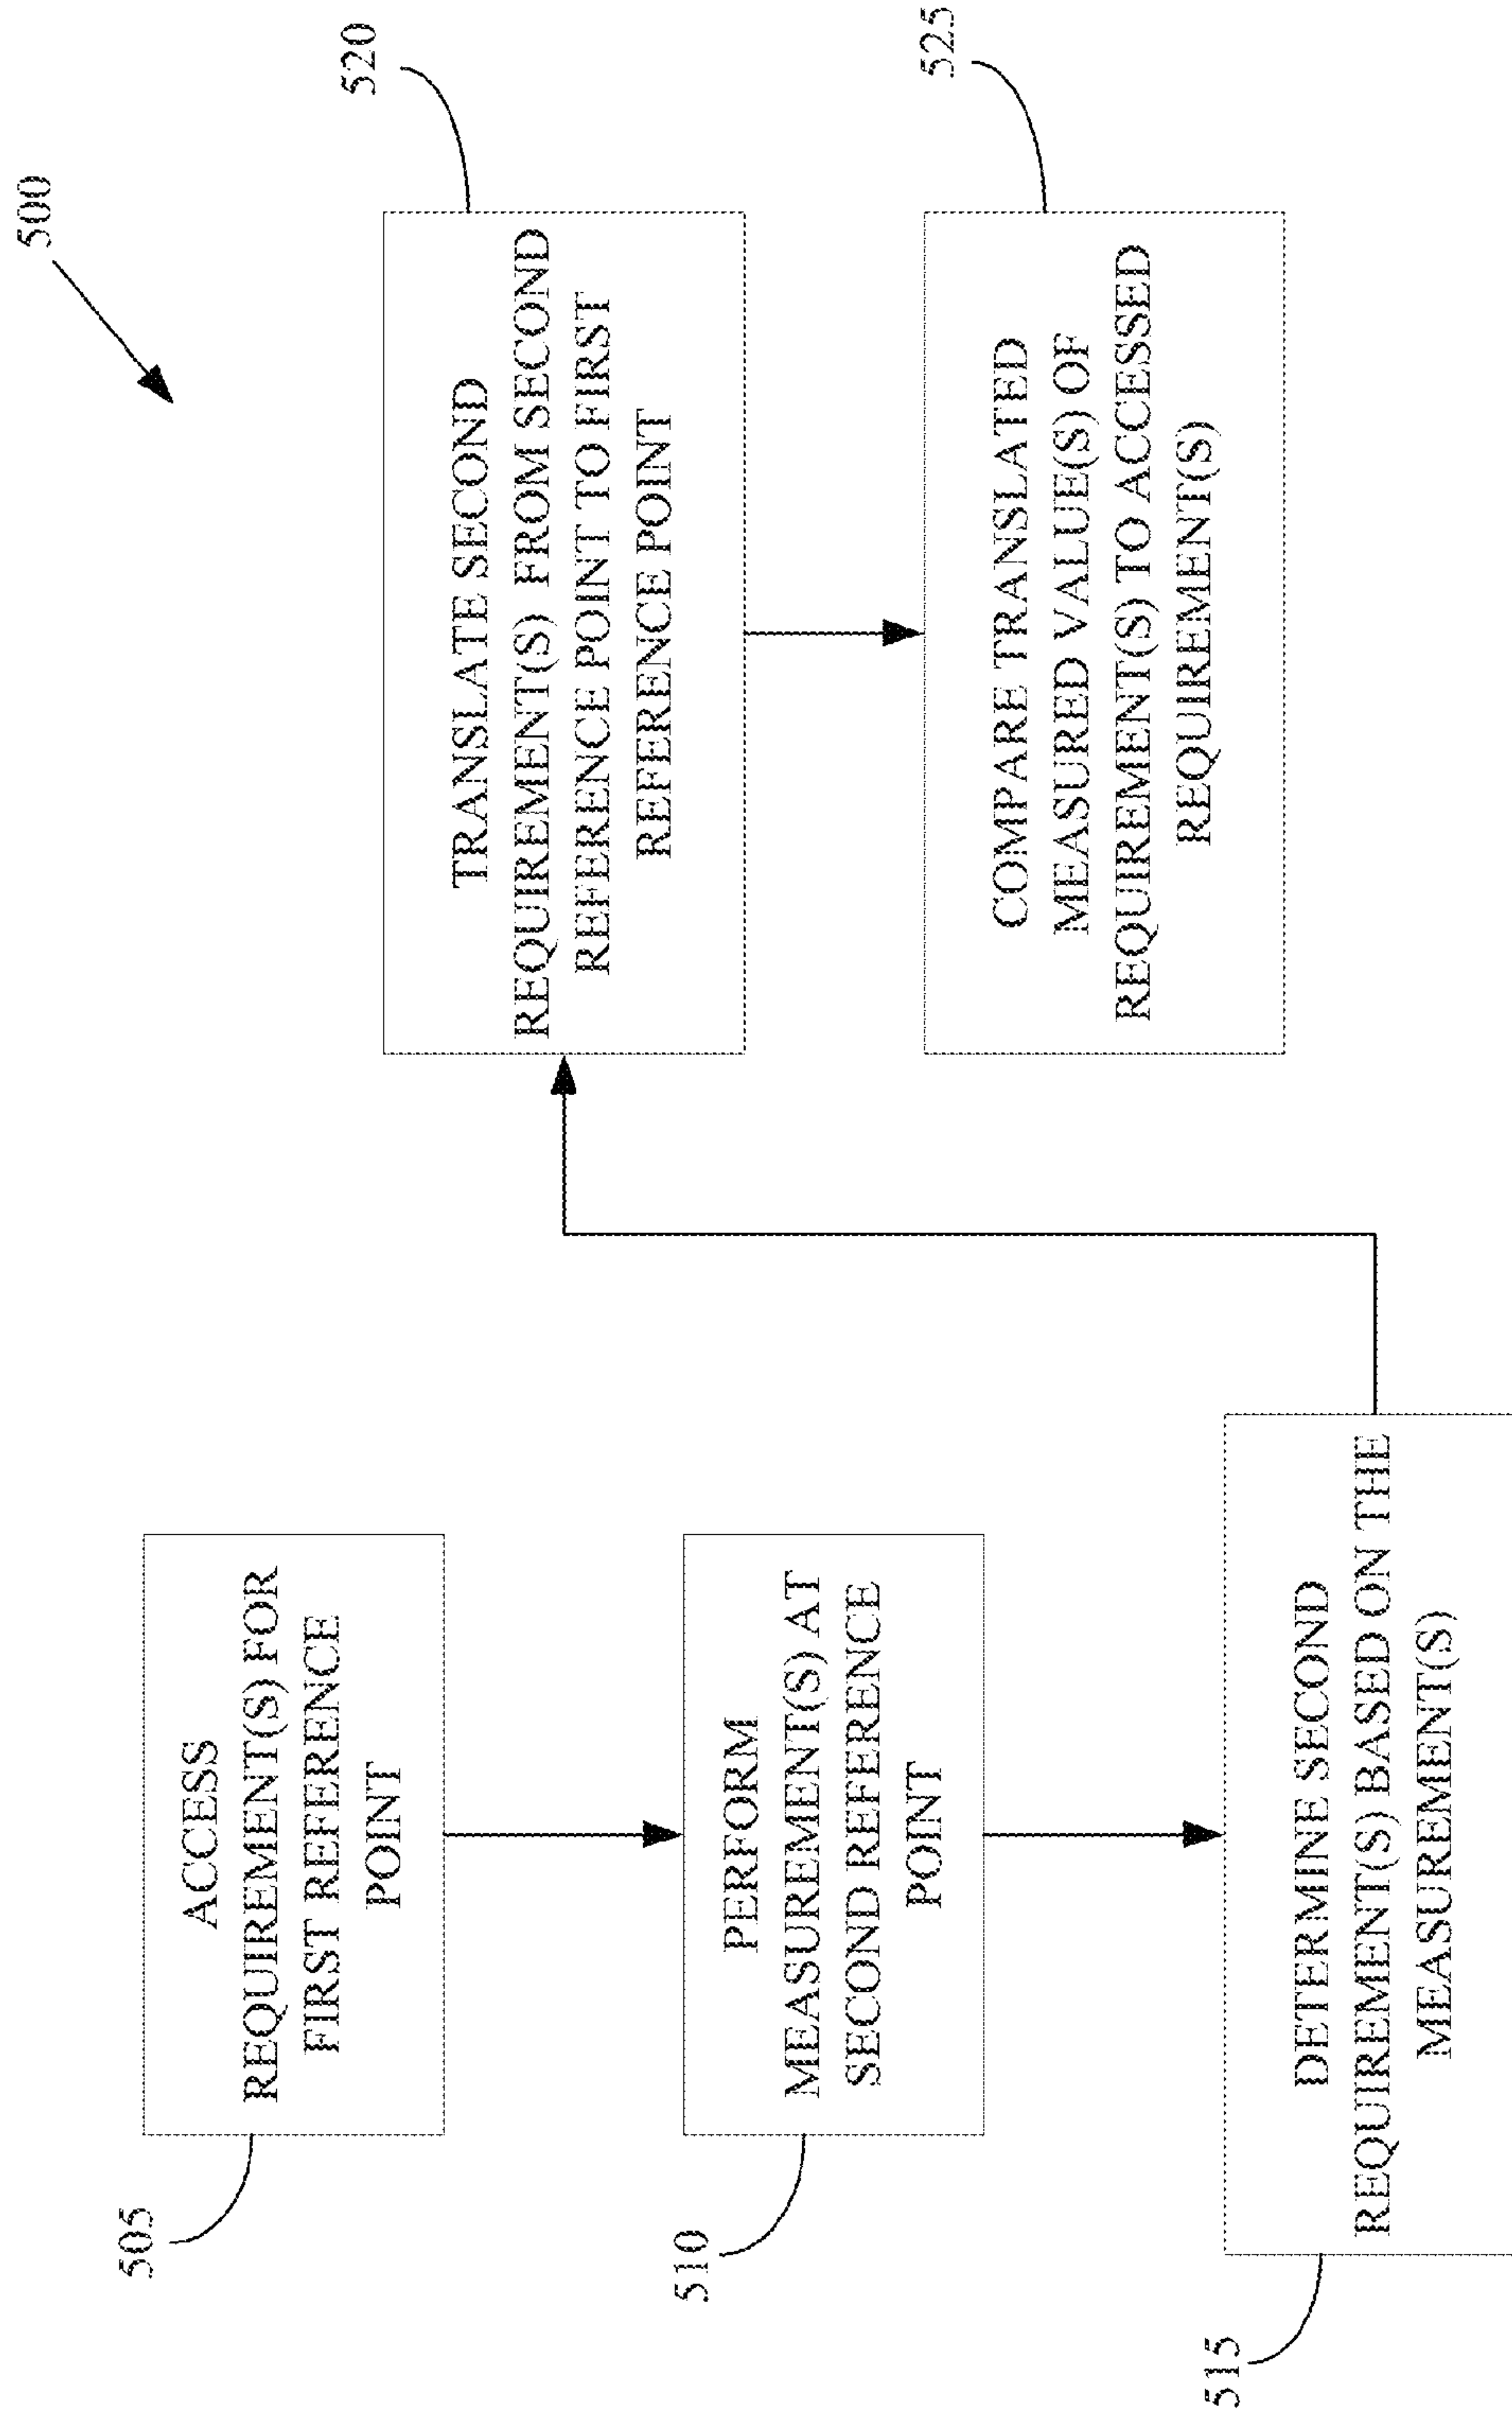 500
505
ACCESS
REQUIREMENT(S) FOR
FIRST REFERENCE
POINT
510
PERFORM
MEASUREMENT(S) AT
SECOND REFERENCE
POINT
515
DETERMINE SECOND
REQUIREMENT(S) BASED ON THE
MEASUREMENT(S)
520
TRANSLATE SECOND
REQUIREMENT(S) FROM SECOND
REFERENCE POINT TO FIRST
REFERENCE POINT
525
COMPARE TRANSLATED
MEASURED VALUE(S) OF
REQUIREMENT(S) TO ACCESSED
REQUIREMENT(S)